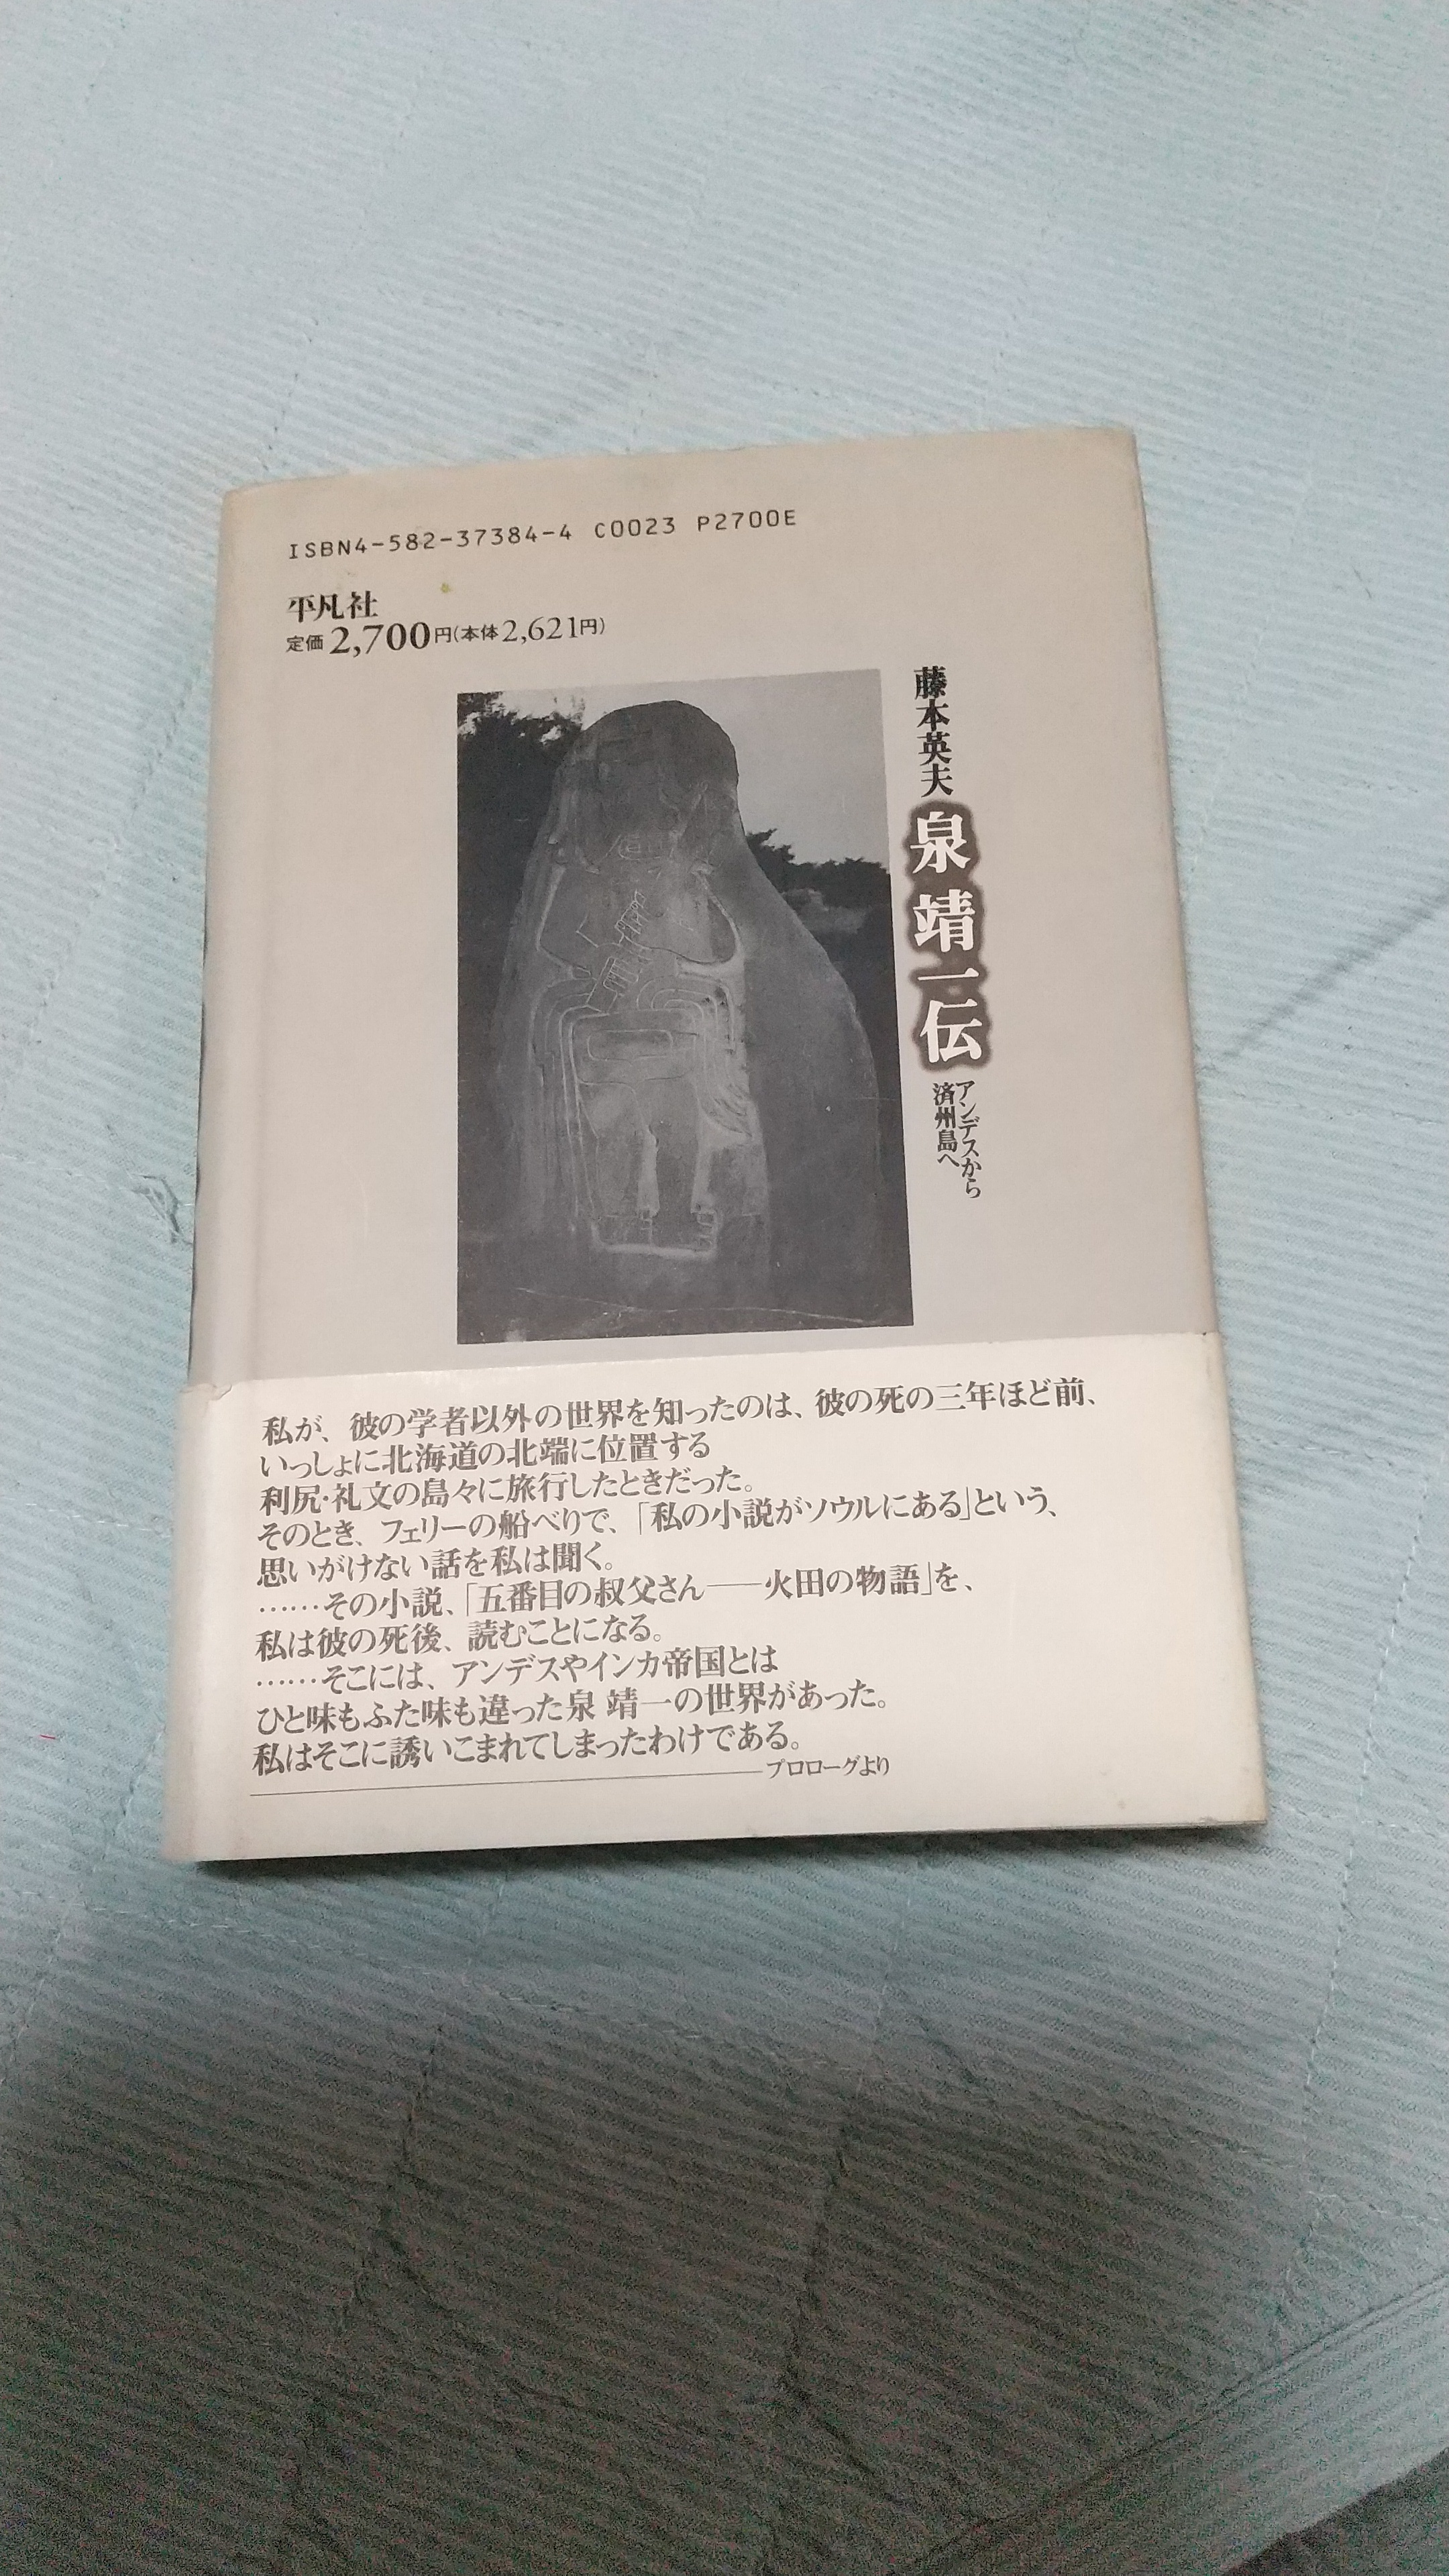 ISBN4-582-37384-4 C0023 P2700E
平凡社
定価2,700円(本体2,621円)
藤本英夫
泉靖一伝
アンデスから
済州島へ
私が、彼の学者以外の世界を知ったのは、彼の死の三年ほど前、
いっしょに北海道の北端に位置する
利尻・礼文の島々に旅行したときだった。
そのとき、フェリーの船べりで、「私の小説がソウルにある」という、
思いがけない話を私は聞く。
……その小説、「五番目の叔父さん――火田の物語」を、
私は彼の死後、読むことになる。
……そこには、アンデスやインカ帝国とは
ひと味もふた味も違った泉 靖一の世界があった。
私はそこに誘いこまれてしまったわけである。
プロローグより